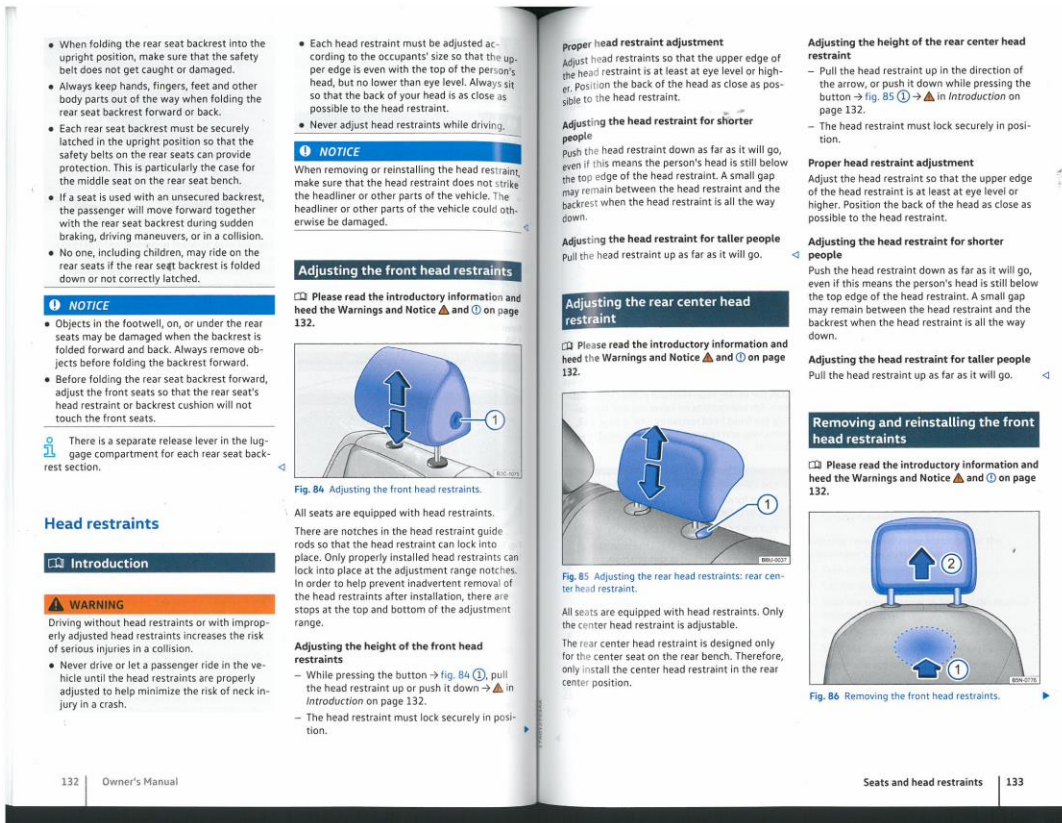 • When folding the rear seat backrest into the
upright position, make sure that the safety
belt does not get caught or damaged.
• Always keep hands, fingers, feet and other
body parts out of the way when folding the
rear seat backrest forward or back.
• Each rear seat backrest must be securely
latched in the upright position so that the
safety belts on the rear seats can provide
protection. This is particularly the case for
the middle seat on the rear seat bench.
• If a seat is used with an unsecured backrest,
the passenger will move forward together
with the rear seat backrest during sudden
braking, driving maneuvers, or in a collision.
• No one, including children, may ride on the
rear seats if the rear seat backrest is folded
down or not correctly latched.
NOTICE
• Objects in the footwell, on, or under the rear
seats may be damaged when the backrest is
folded forward and back. Always remove ob-
jects before folding the backrest forward.
• Before folding the rear seat backrest forward,
adjust the front seats so that the rear seat's
head restraint or backrest cushion will not
touch the front seats.
There is a separate release lever in the lug-
gage compartment for each rear seat back-
rest section.
Head restraints
Introduction
WARNING
Driving without head restraints or with improp-
erly adjusted head restraints increases the risk
of serious injuries in a collision.
• Never drive or let a passenger ride in the ve-
hicle until the head restraints are properly
adjusted to help minimize the risk of neck in-
jury in a crash.
• Each head restraint must be adjusted ac-
cording to the occupants' size so that the up-
per edge is even with the top of the person's
head, but no lower than eye level. Always sit
so that the back of your head is as close as
possible to the head restraint.
• Never adjust head restraints while driving.
NOTICE
When removing or reinstalling the head restraint,
make sure that the head restraint does not strike
the headliner or other parts of the vehicle. The
headliner or other parts of the vehicle could oth-
erwise be damaged.
Adjusting the front head restraints
Please read the introductory information and
heed the Warnings and Notice ⚠ and ① on page
132.
1
B1C-1075
Fig. 84 Adjusting the front head restraints.
All seats are equipped with head restraints.
There are notches in the head restraint guide
rods so that the head restraint can lock into
place. Only properly installed head restraints can
lock into place at the adjustment range notches.
In order to help prevent inadvertent removal of
the head restraints after installation, there are
stops at the top and bottom of the adjustment
range.
Adjusting the height of the front head
restraints
– While pressing the button → fig. 84 ①, pull
the head restraint up or push it down → ⚠ in
Introduction on page 132.
– The head restraint must lock securely in posi-
tion.
132 Owner's Manual
Proper head restraint adjustment
Adjust head restraints so that the upper edge of
the head restraint is at least at eye level or high-
er. Position the back of the head as close as pos-
sible to the head restraint.
Adjusting the head restraint for shorter
people
Push the head restraint down as far as it will go,
even if this means the person's head is still below
the top edge of the head restraint. A small gap
may remain between the head restraint and the
backrest when the head restraint is all the way
down.
Adjusting the head restraint for taller people
Pull the head restraint up as far as it will go.
Adjusting the rear center head
restraint
Please read the introductory information and
heed the Warnings and Notice ⚠ and ① on page
132.
1
B8U-0037
Fig. 85 Adjusting the rear head restraints: rear cen-
ter head restraint.
All seats are equipped with head restraints. Only
the center head restraint is adjustable.
The rear center head restraint is designed only
for the center seat on the rear bench. Therefore,
only install the center head restraint in the rear
center position.
Adjusting the height of the rear center head
restraint
– Pull the head restraint up in the direction of
the arrow, or push it down while pressing the
button → fig. 85 ① → ⚠ in Introduction on
page 132.
– The head restraint must lock securely in posi-
tion.
Proper head restraint adjustment
Adjust the head restraint so that the upper edge
of the head restraint is at least at eye level or
higher. Position the back of the head as close as
possible to the head restraint.
Adjusting the head restraint for shorter
people
Push the head restraint down as far as it will go,
even if this means the person's head is still below
the top edge of the head restraint. A small gap
may remain between the head restraint and the
backrest when the head restraint is all the way
down.
Adjusting the head restraint for taller people
Pull the head restraint up as far as it will go.
Removing and reinstalling the front
head restraints
Please read the introductory information and
heed the Warnings and Notice ⚠ and ① on page
132.
2
1
B5N-0776
Fig. 86 Removing the front head restraints.
Seats and head restraints 133